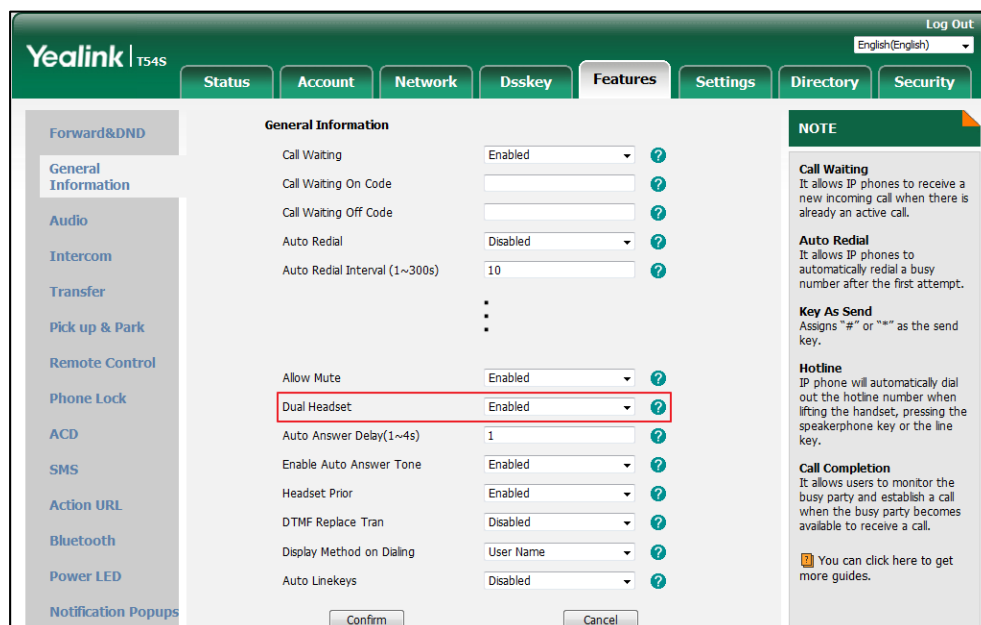 Log Out
Yealink | T54S
English(English)
Status Account Network Dsskey Features Settings Directory Security
Forward&DND
General
Information
Audio
Intercom
Transfer
Pick up & Park
Remote Control
Phone Lock
ACD
SMS
Action URL
Bluetooth
Power LED
Notification Popups
General Information
Call Waiting Enabled ?
Call Waiting On Code ?
Call Waiting Off Code ?
Auto Redial Disabled ?
Auto Redial Interval (1~300s) 10 ?
Allow Mute Enabled ?
Dual Headset Enabled ?
Auto Answer Delay(1~4s) 1 ?
Enable Auto Answer Tone Enabled ?
Headset Prior Enabled ?
DTMF Replace Tran Disabled ?
Display Method on Dialing User Name ?
Auto Linekeys Disabled ?
Confirm Cancel
NOTE
Call Waiting
It allows IP phones to receive a
new incoming call when there is
already an active call.
Auto Redial
It allows IP phones to
automatically redial a busy
number after the first attempt.
Key As Send
Assigns "#" or "*" as the send
key.
Hotline
IP phone will automatically dial
out the hotline number when
lifting the handset, pressing the
speakerphone key or the line
key.
Call Completion
It allows users to monitor the
busy party and establish a call
when the busy party becomes
available to receive a call.
? You can click here to get
more guides.